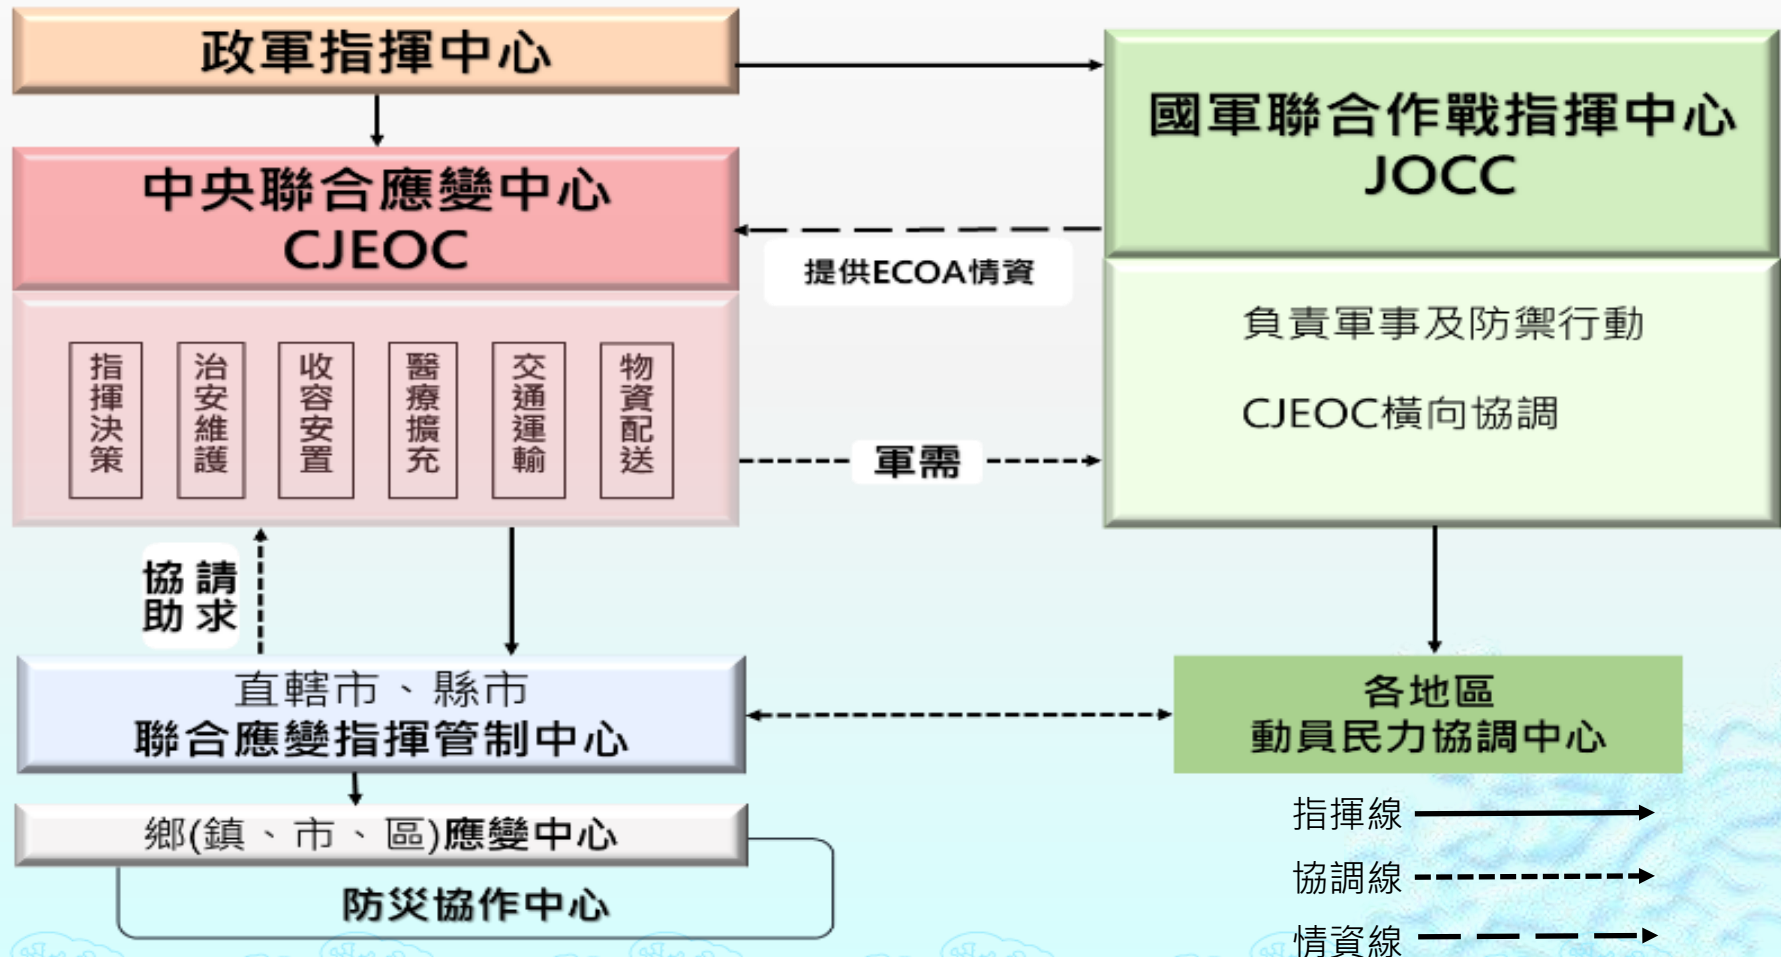 政軍指揮中心
國軍聯合作戰指揮中心
JOCC
中央聯合應變中心
CJEOC
提供ECOA情資
負責軍事及防禦行動
CJEOC橫向協調
指揮決策
治安維護
收容安置
醫療擴充
交通運輸
物資配送
軍需
請求
協助
直轄市、縣市
聯合應變指揮管制中心
各地區
動員民力協調中心
鄉(鎮、市、區)應變中心
防災協作中心
指揮線
協調線
情資線